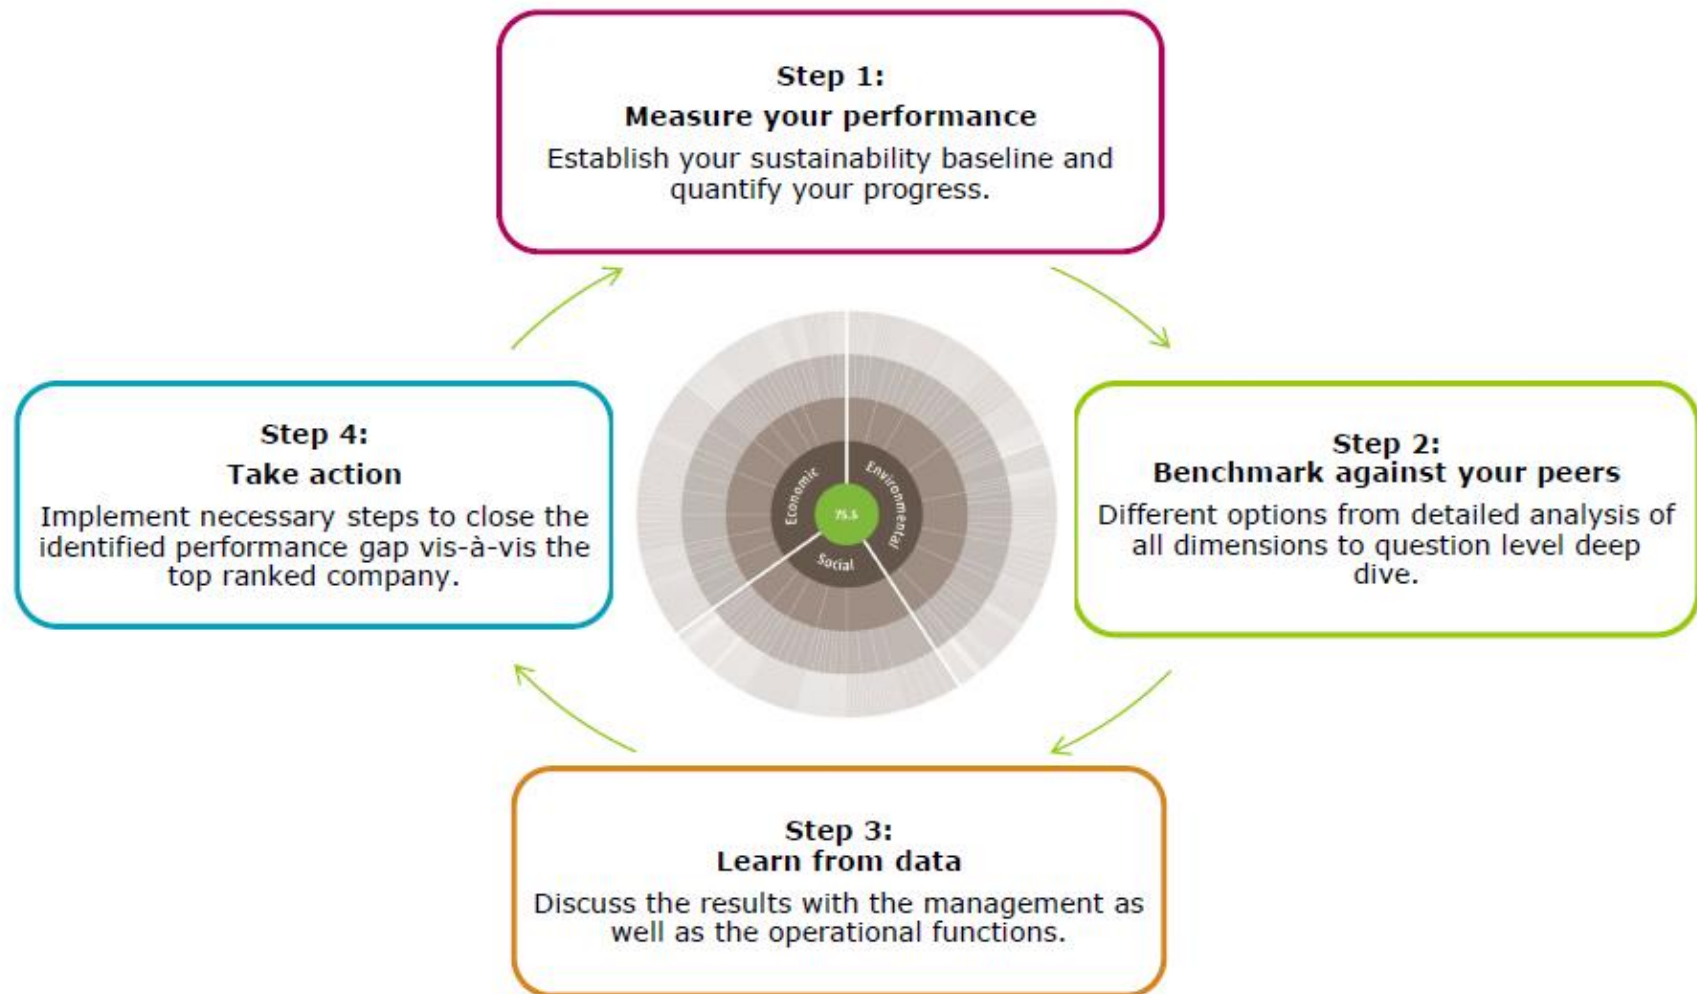 Step 1:
Measure your performance
Establish your sustainability baseline and
quantify your progress.
Step 4:
Take action
Implement necessary steps to close the
identified performance gap vis-à-vis the
top ranked company.
Economic
Environmental
Social
75.5
Step 2:
Benchmark against your peers
Different options from detailed analysis of
all dimensions to question level deep
dive.
Step 3:
Learn from data
Discuss the results with the management as
well as the operational functions.